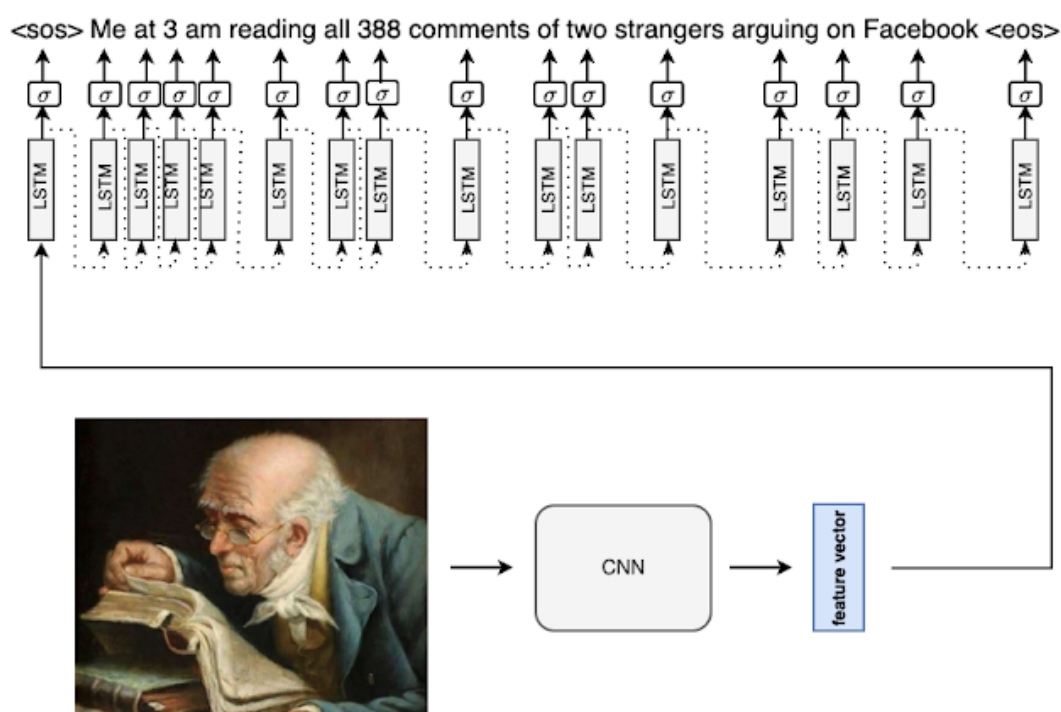 <sos> Me at 3 am reading all 388 comments of two strangers arguing on Facebook <eos>
σ σ σ σ σ σ σ σ σ σ σ σ σ σ σ σ
LSTM LSTM LSTM LSTM LSTM LSTM LSTM LSTM LSTM LSTM LSTM LSTM LSTM LSTM LSTM LSTM
CNN
feature vector